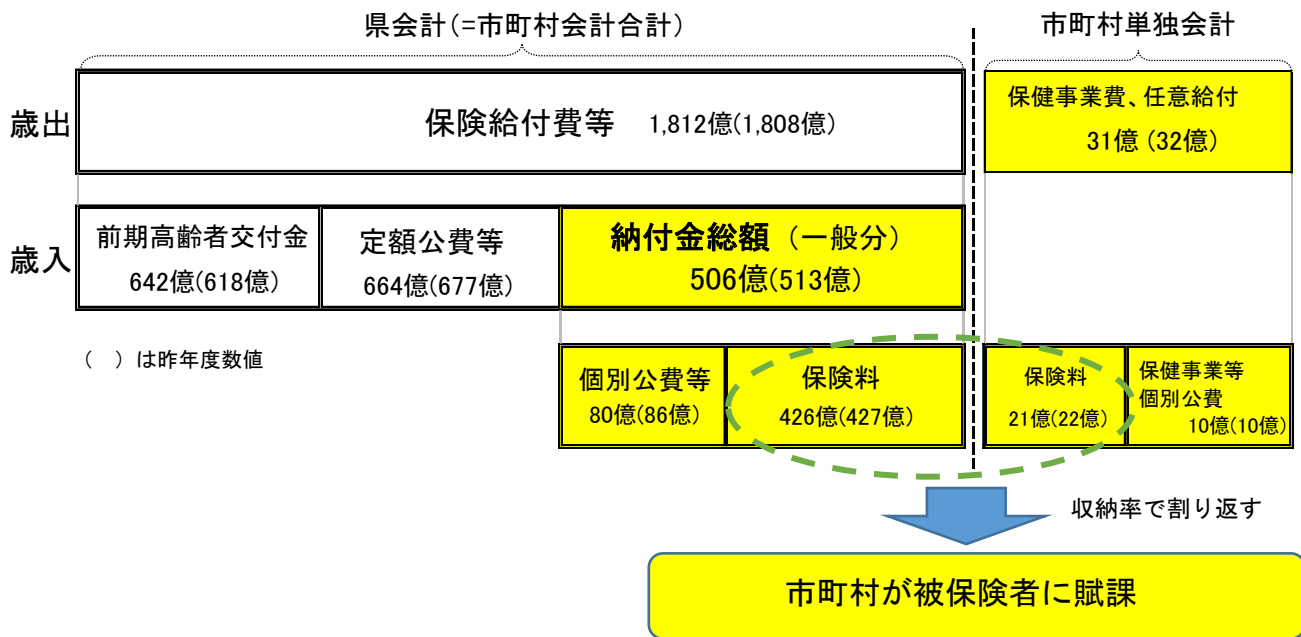 県会計(=市町村会計合計)
市町村単独会計
歳出
保険給付費等 1,812億(1,808億)
保健事業費、任意給付
31億 (32億)
歳入
前期高齢者交付金
642億(618億)
定額公費等
664億(677億)
納付金総額 (一般分)
506億(513億)
( )は昨年度数値
個別公費等
80億(86億)
保険料
426億(427億)
保険料
21億(22億)
保健事業等
個別公費
10億(10億)
収納率で割り返す
市町村が被保険者に賦課